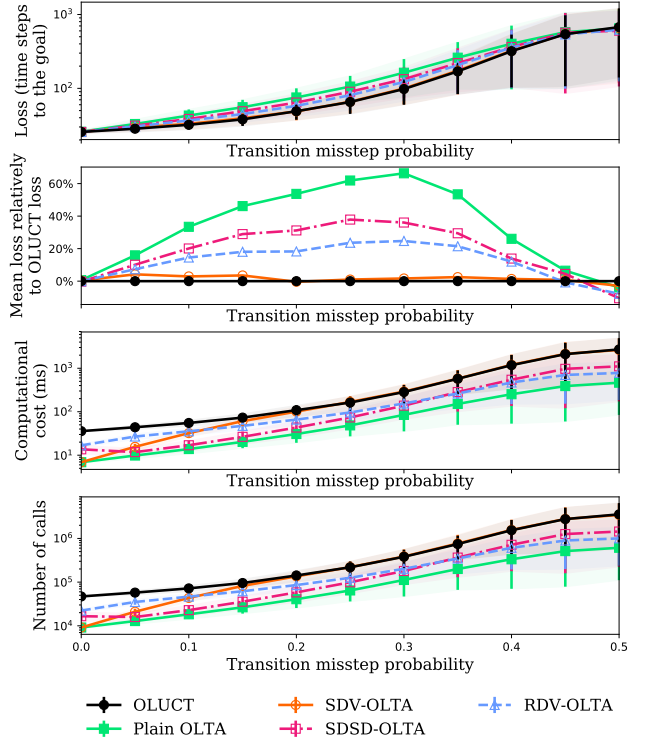 Loss (time steps
to the goal)
10³
10²
Transition misstep probability
Mean loss relatively
to OLUCT loss
60%
40%
20%
0%
Transition misstep probability
Computational
cost (ms)
10³
10²
10¹
Transition misstep probability
Number of calls
10⁶
10⁵
10⁴
0.0 0.1 0.2 0.3 0.4 0.5
Transition misstep probability
OLUCT SDV-OLTA RDV-OLTA
Plain OLTA SDSD-OLTA